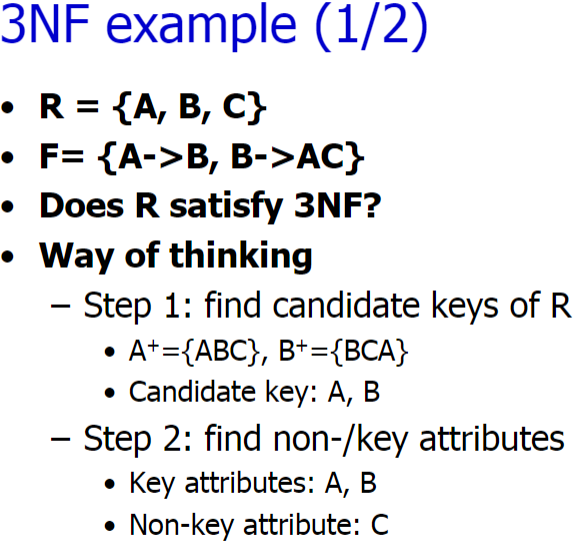 3NF example (1/2)
• R = {A, B, C}
• F= {A->B, B->AC}
• Does R satisfy 3NF?
• Way of thinking
– Step 1: find candidate keys of R
• A+={ABC}, B+={BCA}
• Candidate key: A, B
– Step 2: find non-/key attributes
• Key attributes: A, B
• Non-key attribute: C